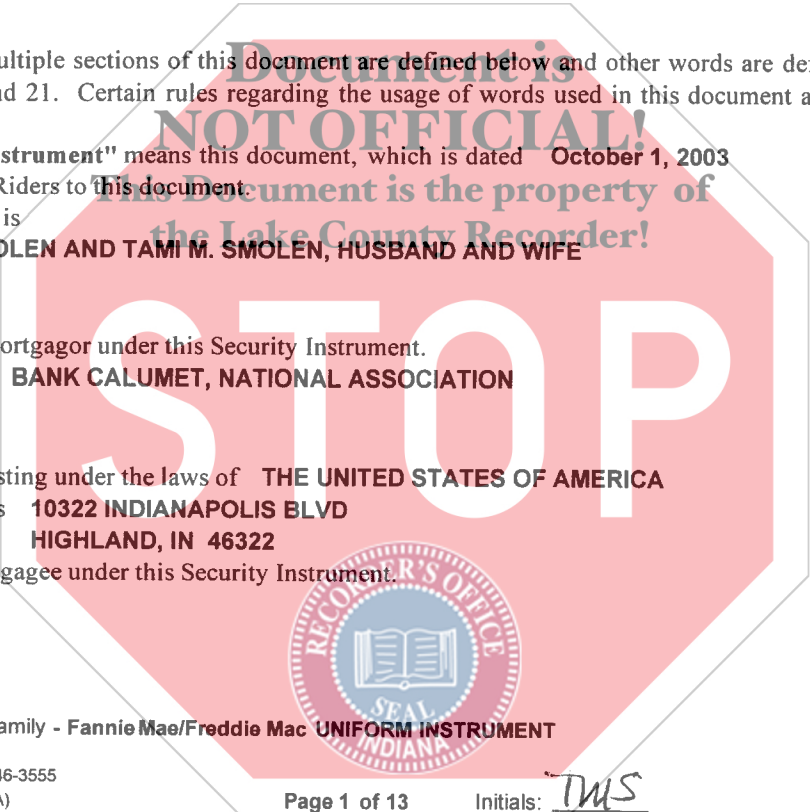 ultiple sections of this document are defined below and other words are de
nd 21. Certain rules regarding the usage of words used in this document a
Document is
NOT OFFICIAL!
strument" means this document, which is dated October 1, 2003
Riders to this document.
This Document is the property of
is
the Lake County Recorder!
OLEN AND TAMI M. SMOLEN, HUSBAND AND WIFE
ortgagor under this Security Instrument.
BANK CALUMET, NATIONAL ASSOCIATION
STOP
sting under the laws of THE UNITED STATES OF AMERICA
s 10322 INDIANAPOLIS BLVD
HIGHLAND, IN 46322
gagee under this Security Instrument.
RECORDER'S OFFICE
SEAL
INDIANA
amily - Fannie Mae/Freddie Mac UNIFORM INSTRUMENT
46-3555
A)
Page 1 of 13 Initials: TMS